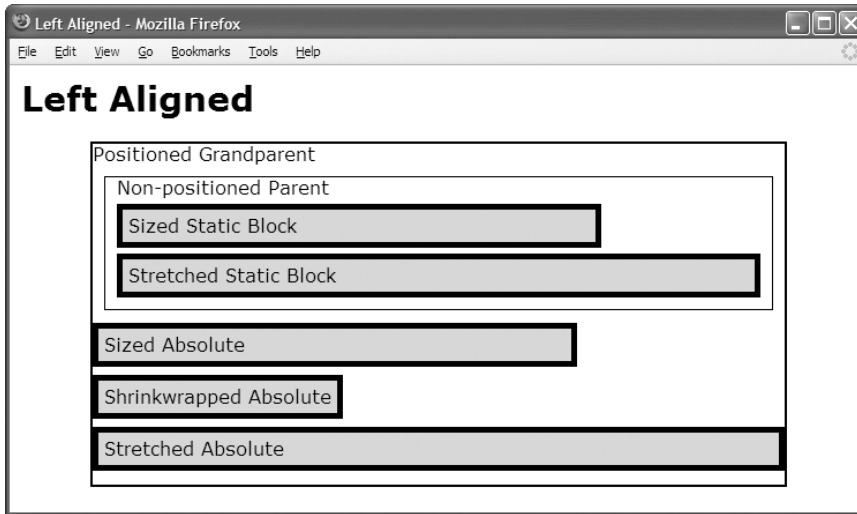 Left Aligned - Mozilla Firefox
File Edit View Go Bookmarks Tools Help
Left Aligned
Positioned Grandparent
Non-positioned Parent
Sized Static Block
Stretched Static Block
Sized Absolute
Shrinkwrapped Absolute
Stretched Absolute